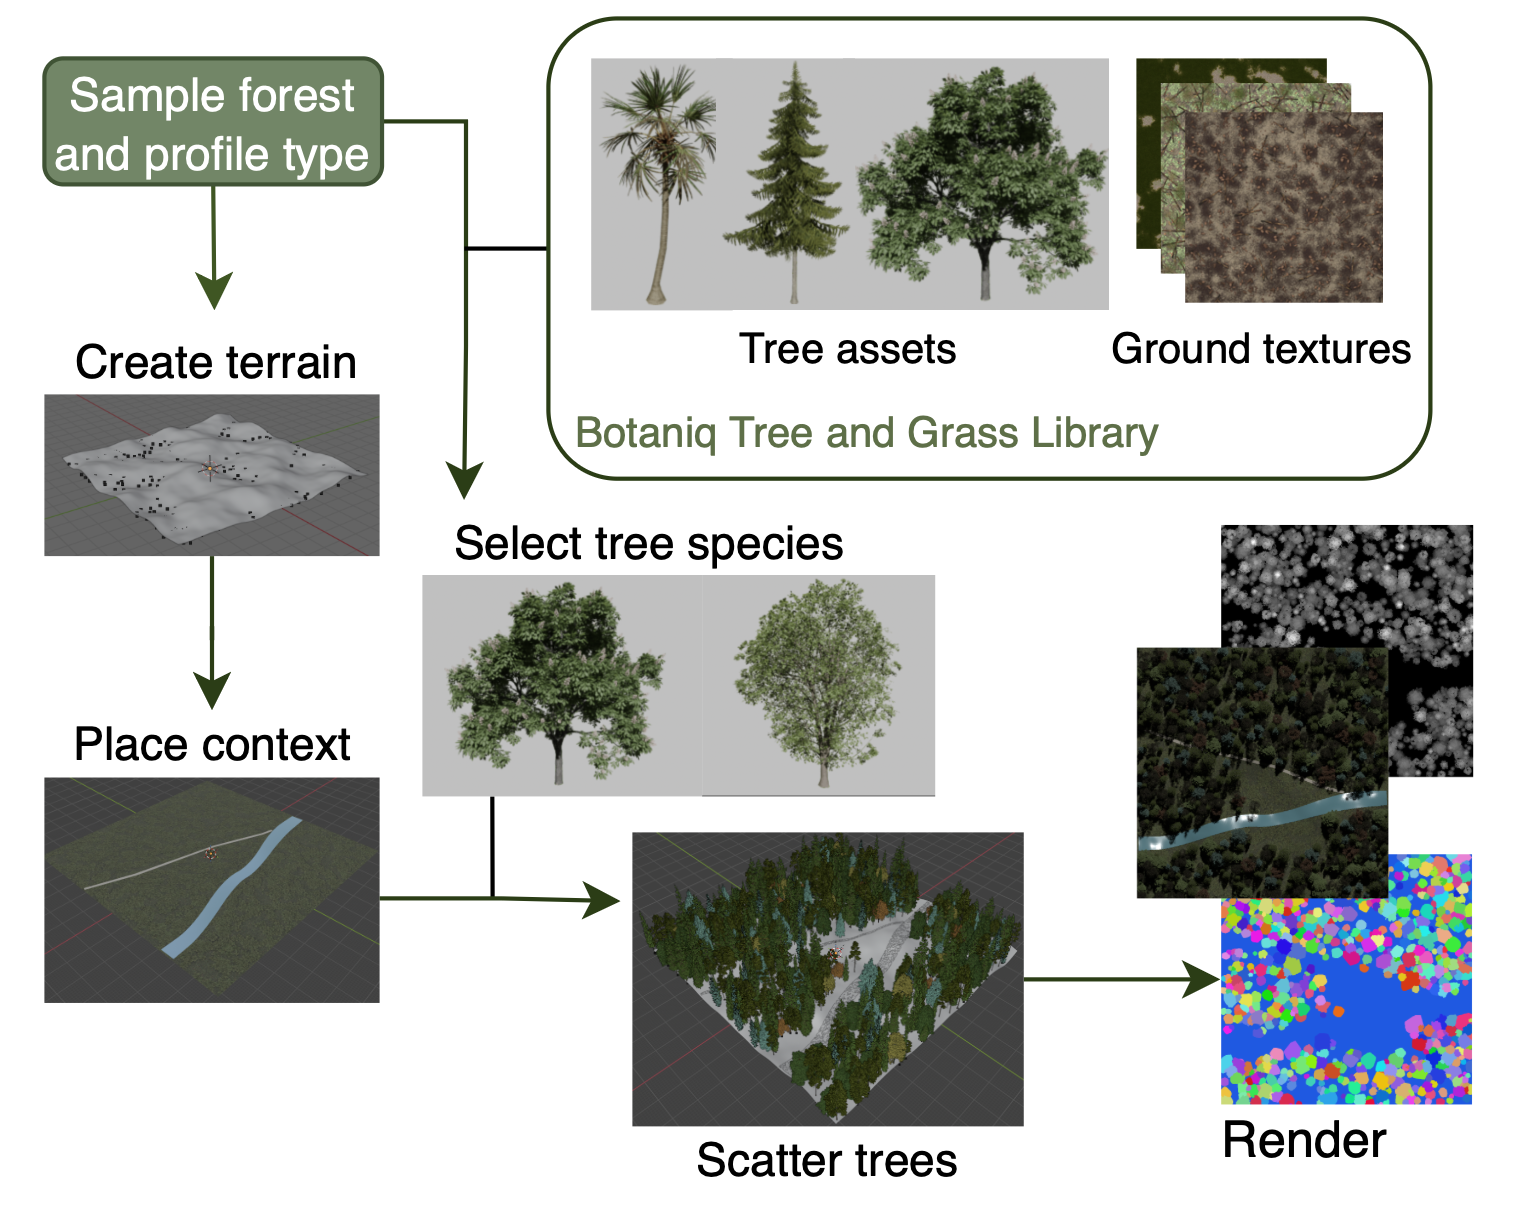 Sample forest
and profile type
Tree assets
Ground textures
Botaniq Tree and Grass Library
Create terrain
Select tree species
Place context
Scatter trees
Render